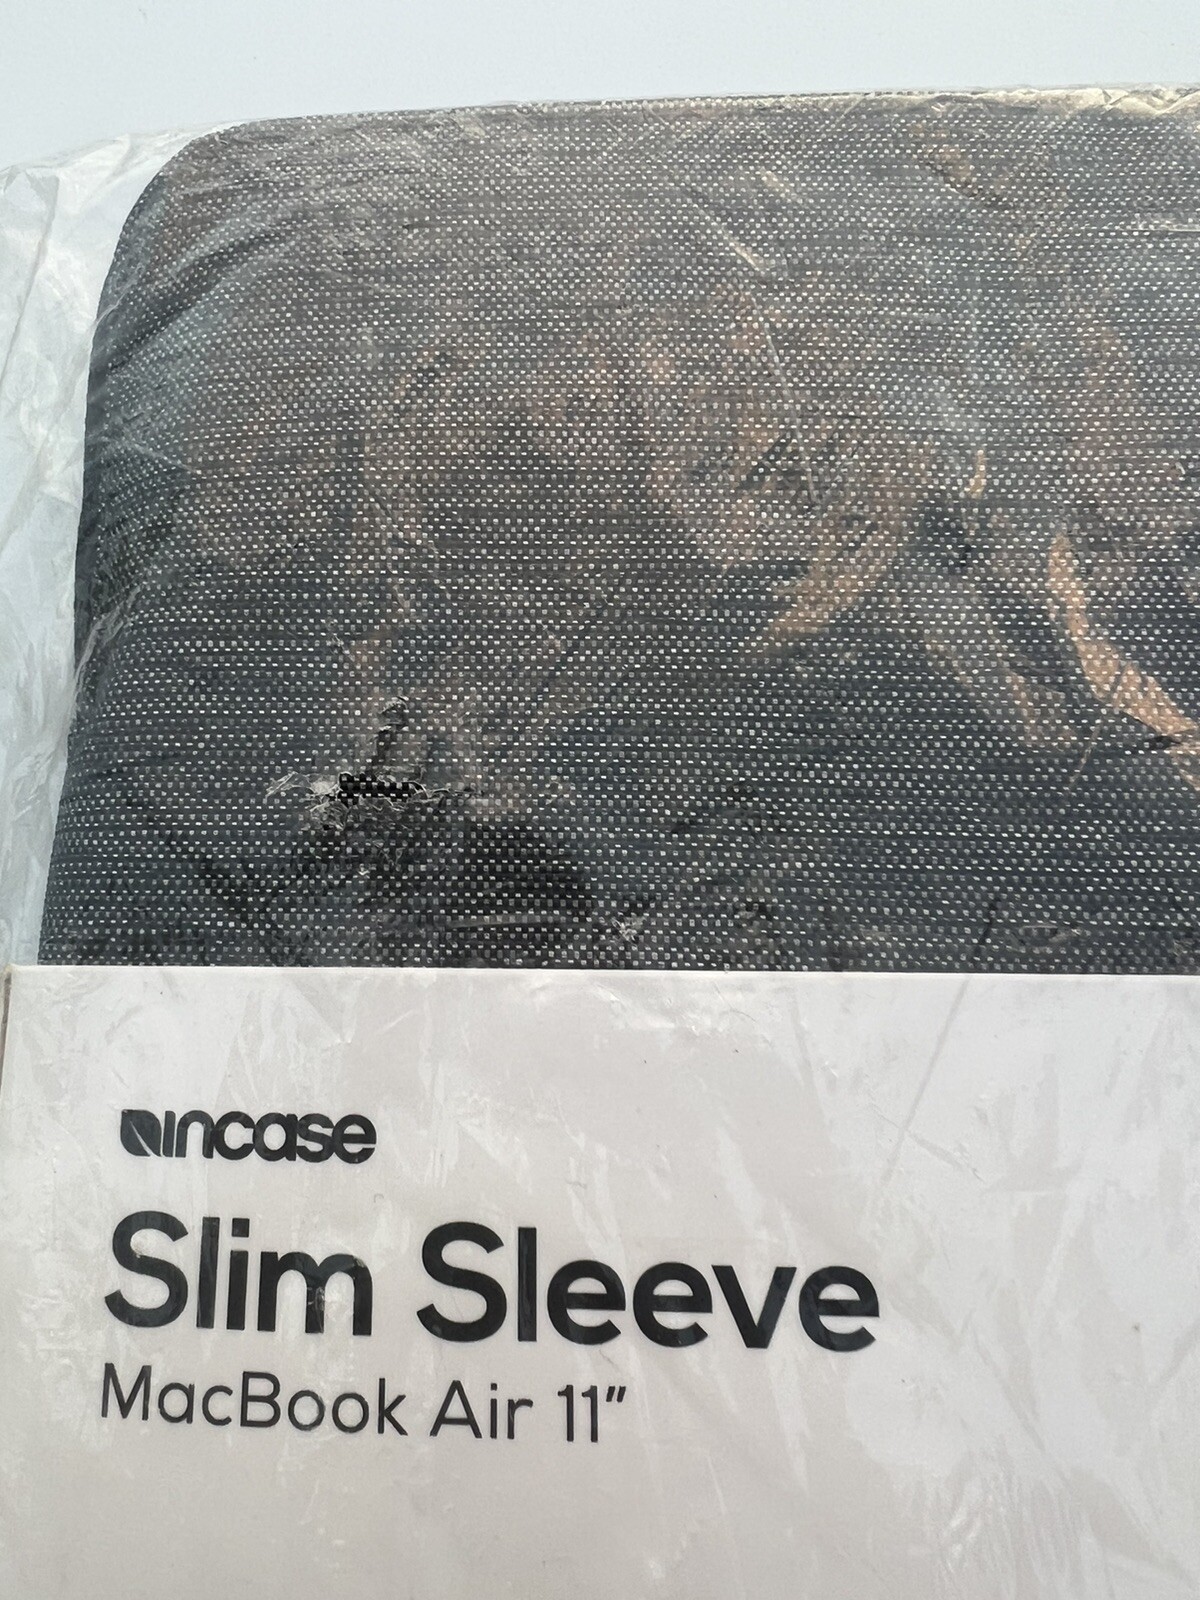 incase
Slim Sleeve
MacBook Air 11"